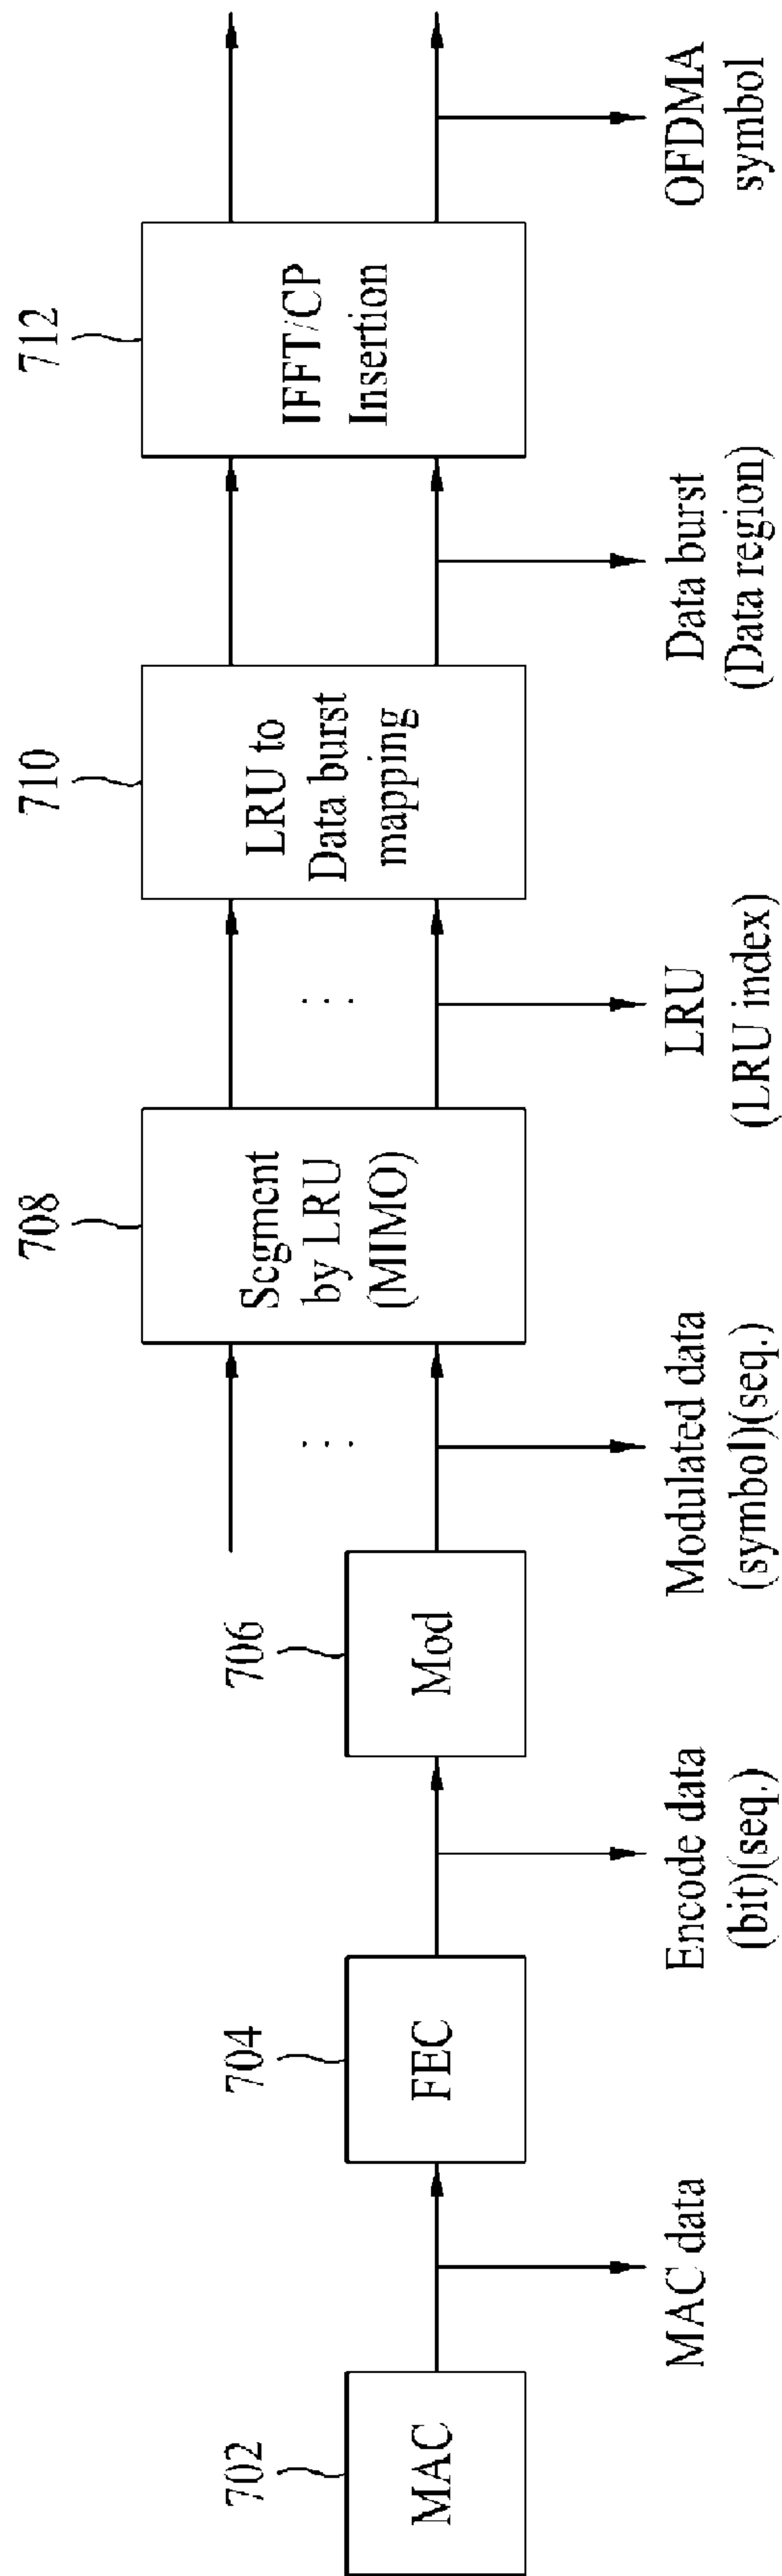 702
MAC
MAC data
704
FEC
Encode data
(bit)(seq.)
706
Mod
Modulated data
(symbol)(seq.)
708
Segment
by LRU
(MIMO)
...
...
LRU
(LRU index)
710
LRU to
Data burst
mapping
Data burst
(Data region)
712
IFFT/CP
Insertion
OFDMA
symbol